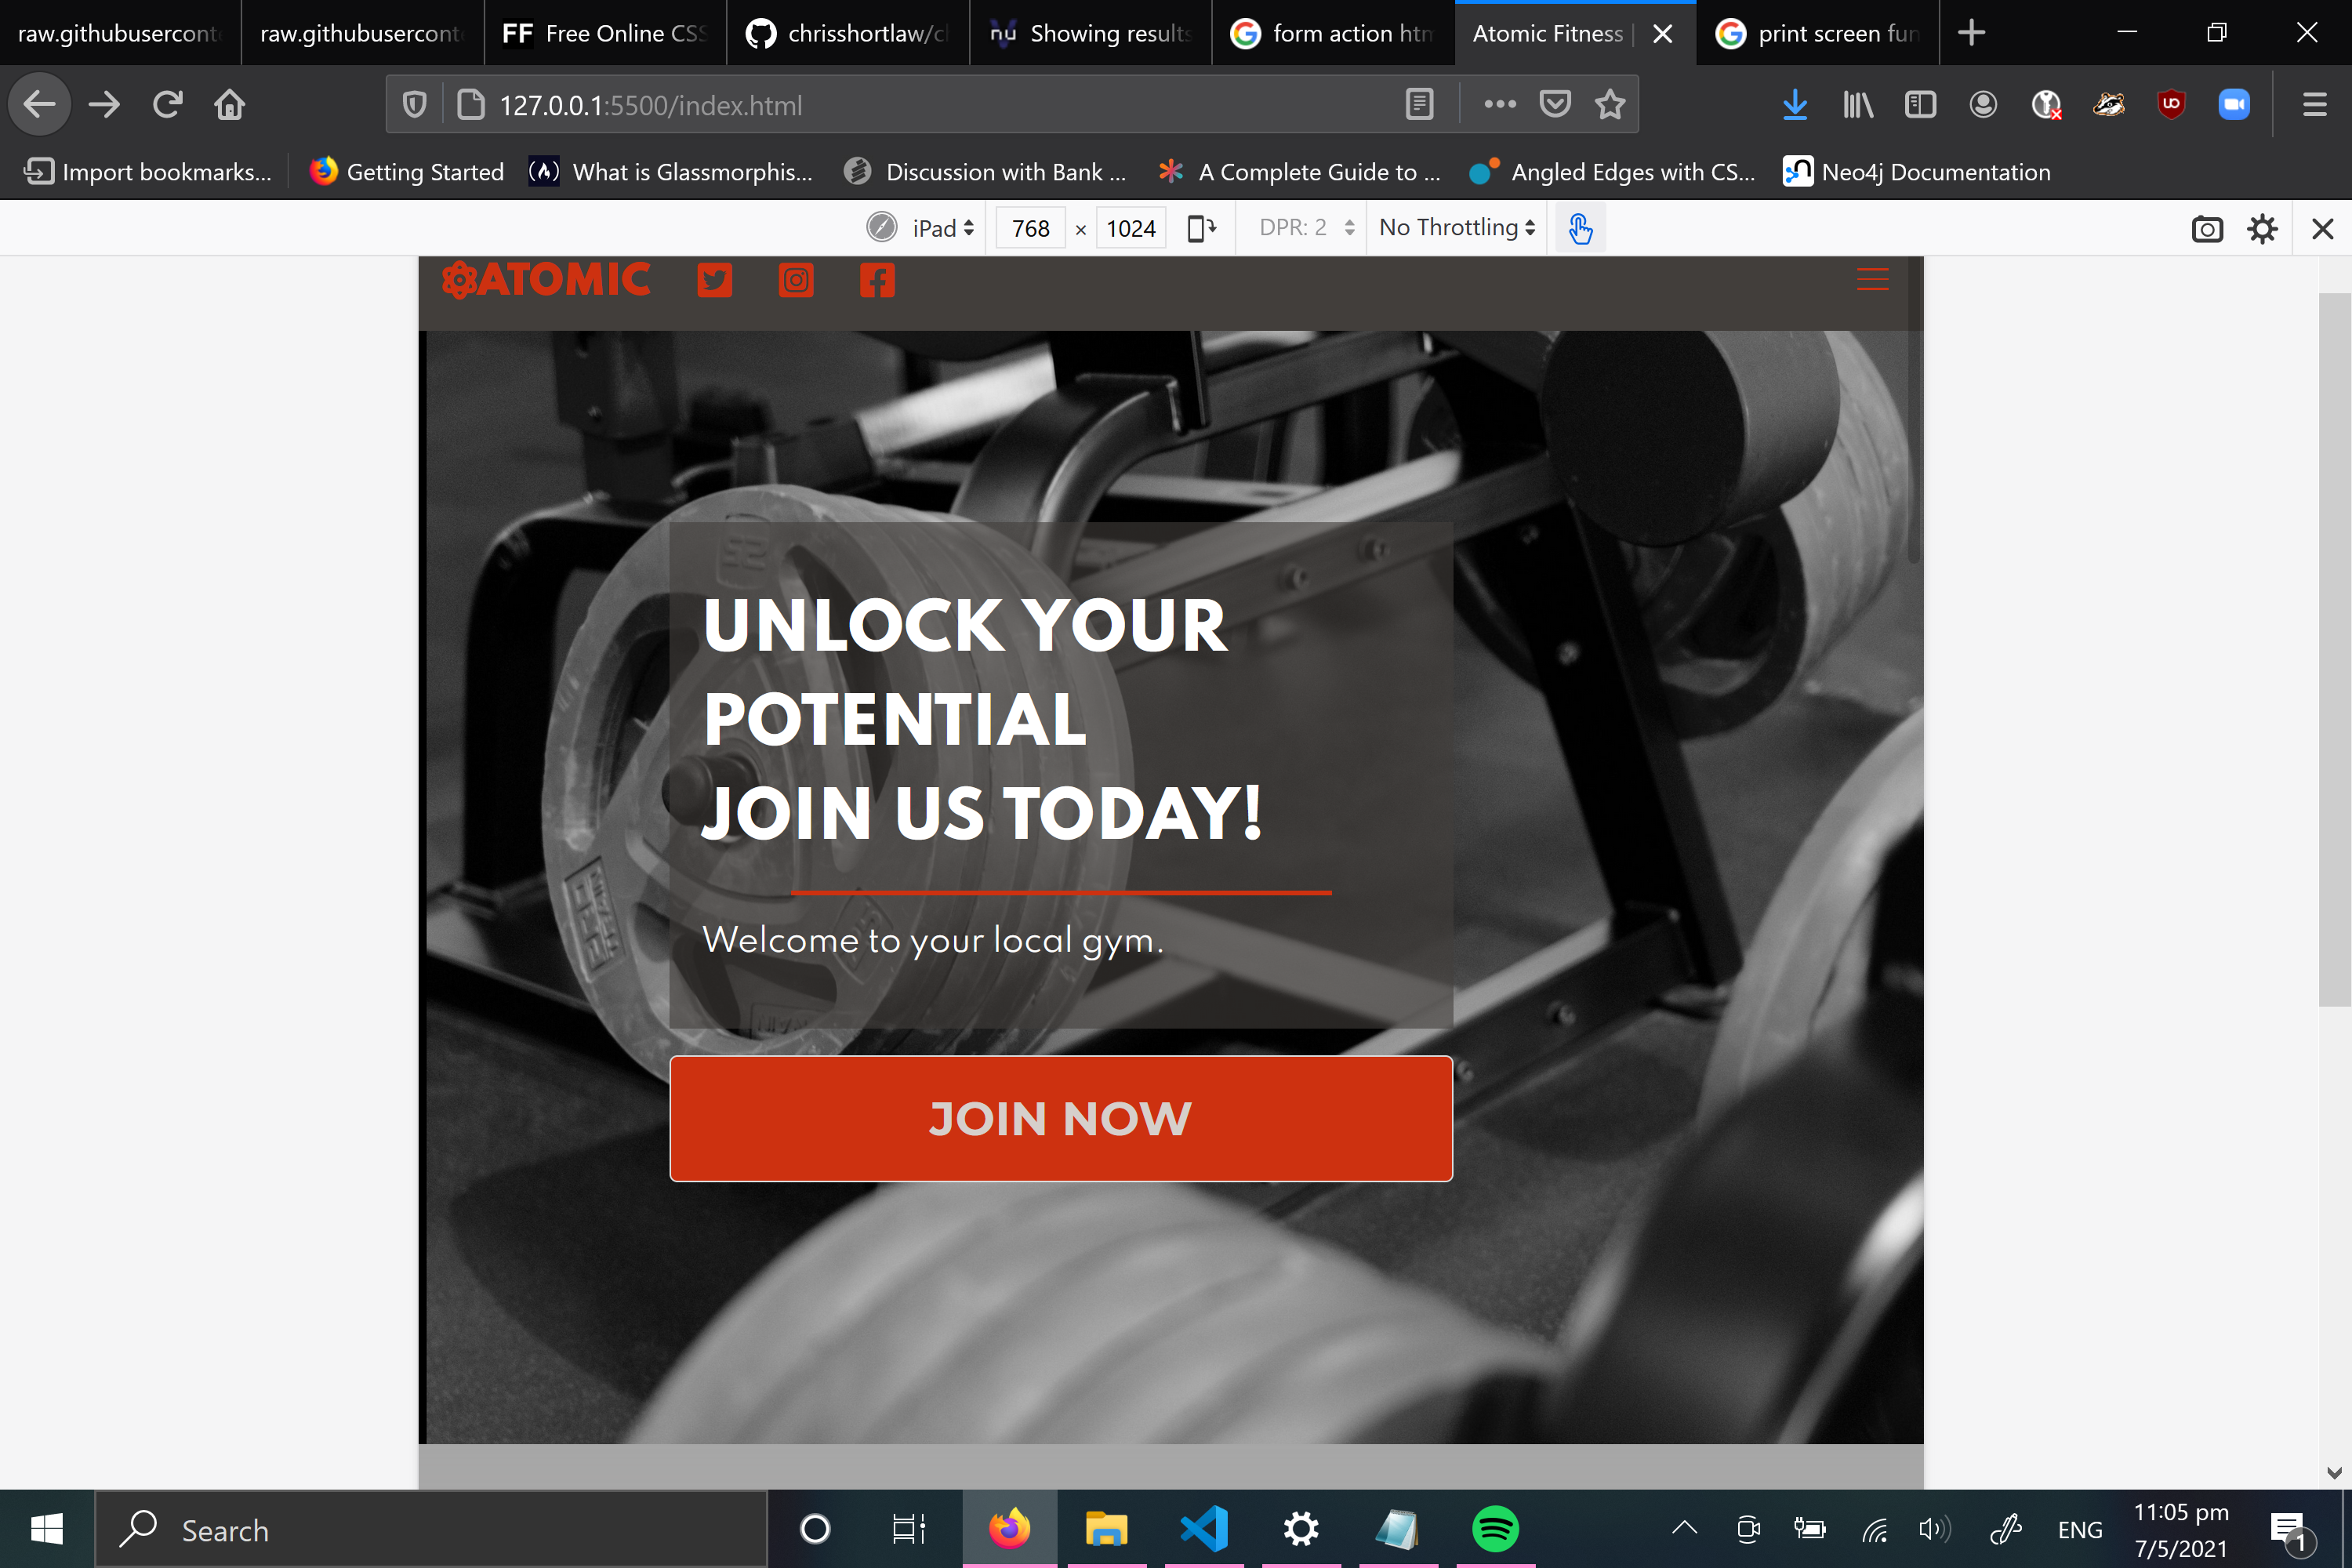 raw.githubuserconte
raw.githubuserconte
FF Free Online CSS
chrisshortlaw/cl
nu Showing results
form action htm
Atomic Fitness |
print screen fun
127.0.0.1:5500/index.html
Import bookmarks...
Getting Started
What is Glassmorphis...
Discussion with Bank ...
A Complete Guide to ...
Angled Edges with CS...
Neo4j Documentation
iPad
768 × 1024
DPR: 2
No Throttling
ATOMIC
UNLOCK YOUR
POTENTIAL
JOIN US TODAY!
Welcome to your local gym.
JOIN NOW
Search
ENG
11:05 pm
7/5/2021
1